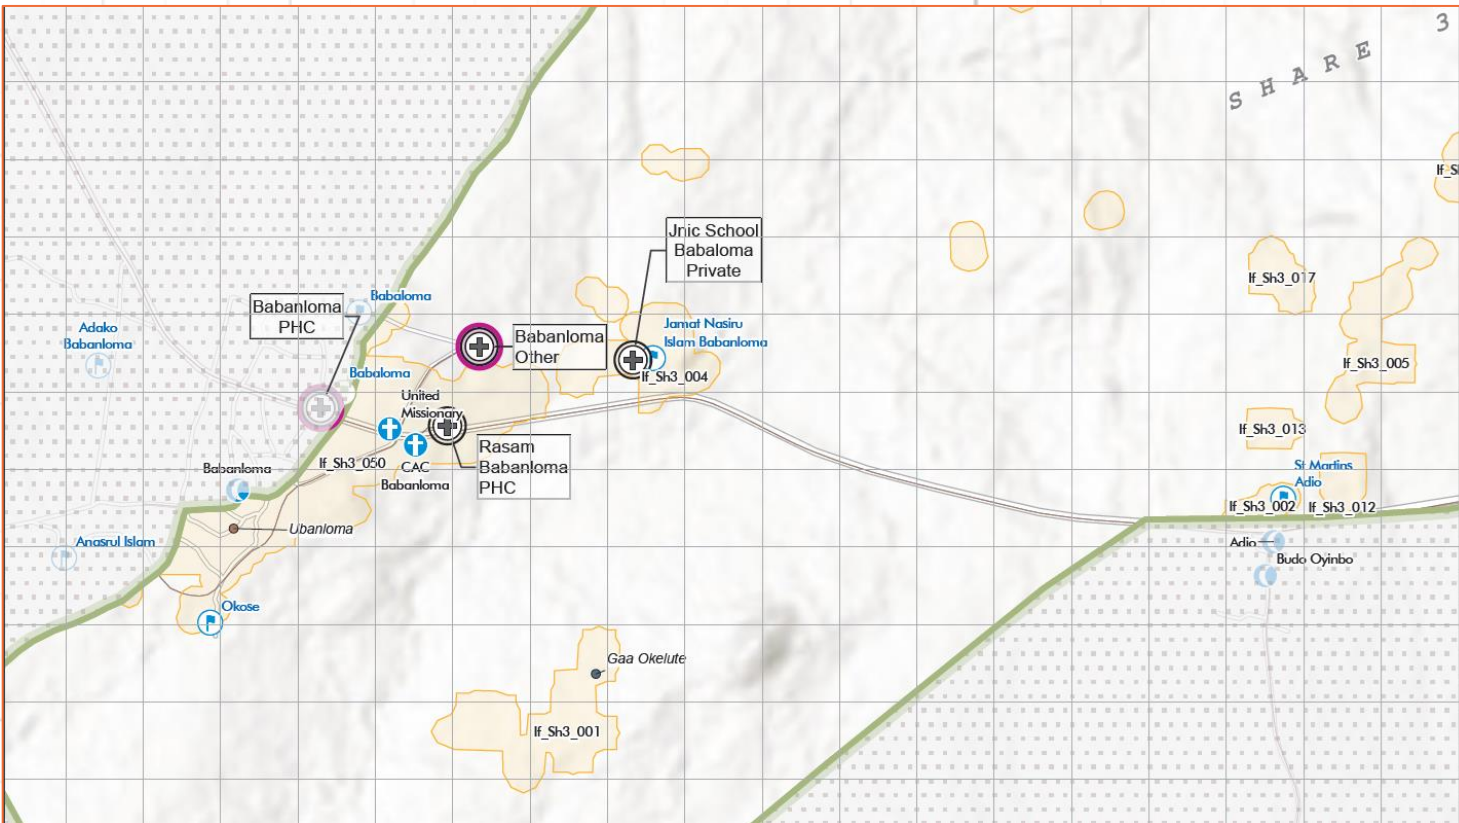 SHARE 3
If_S
Jnic School
Babaloma
Private
If_Sh3_017
Babanloma
PHC
Babaloma
Adako
Babanloma
Babanloma
Other
Jamat Nasiru
Islam Babanloma
If_Sh3_004
If_Sh3_005
Babaloma
United
Missionary
If_Sh3_013
Rasam
Babanloma
PHC
If_Sh3_050
CAC
Babanloma
Babanloma
St Martins
Adio
If_Sh3_002
If_Sh3_012
Ubanloma
Anasrul Islam
Adio
Budo Oyinbo
Okose
Gaa Okelute
If_Sh3_001